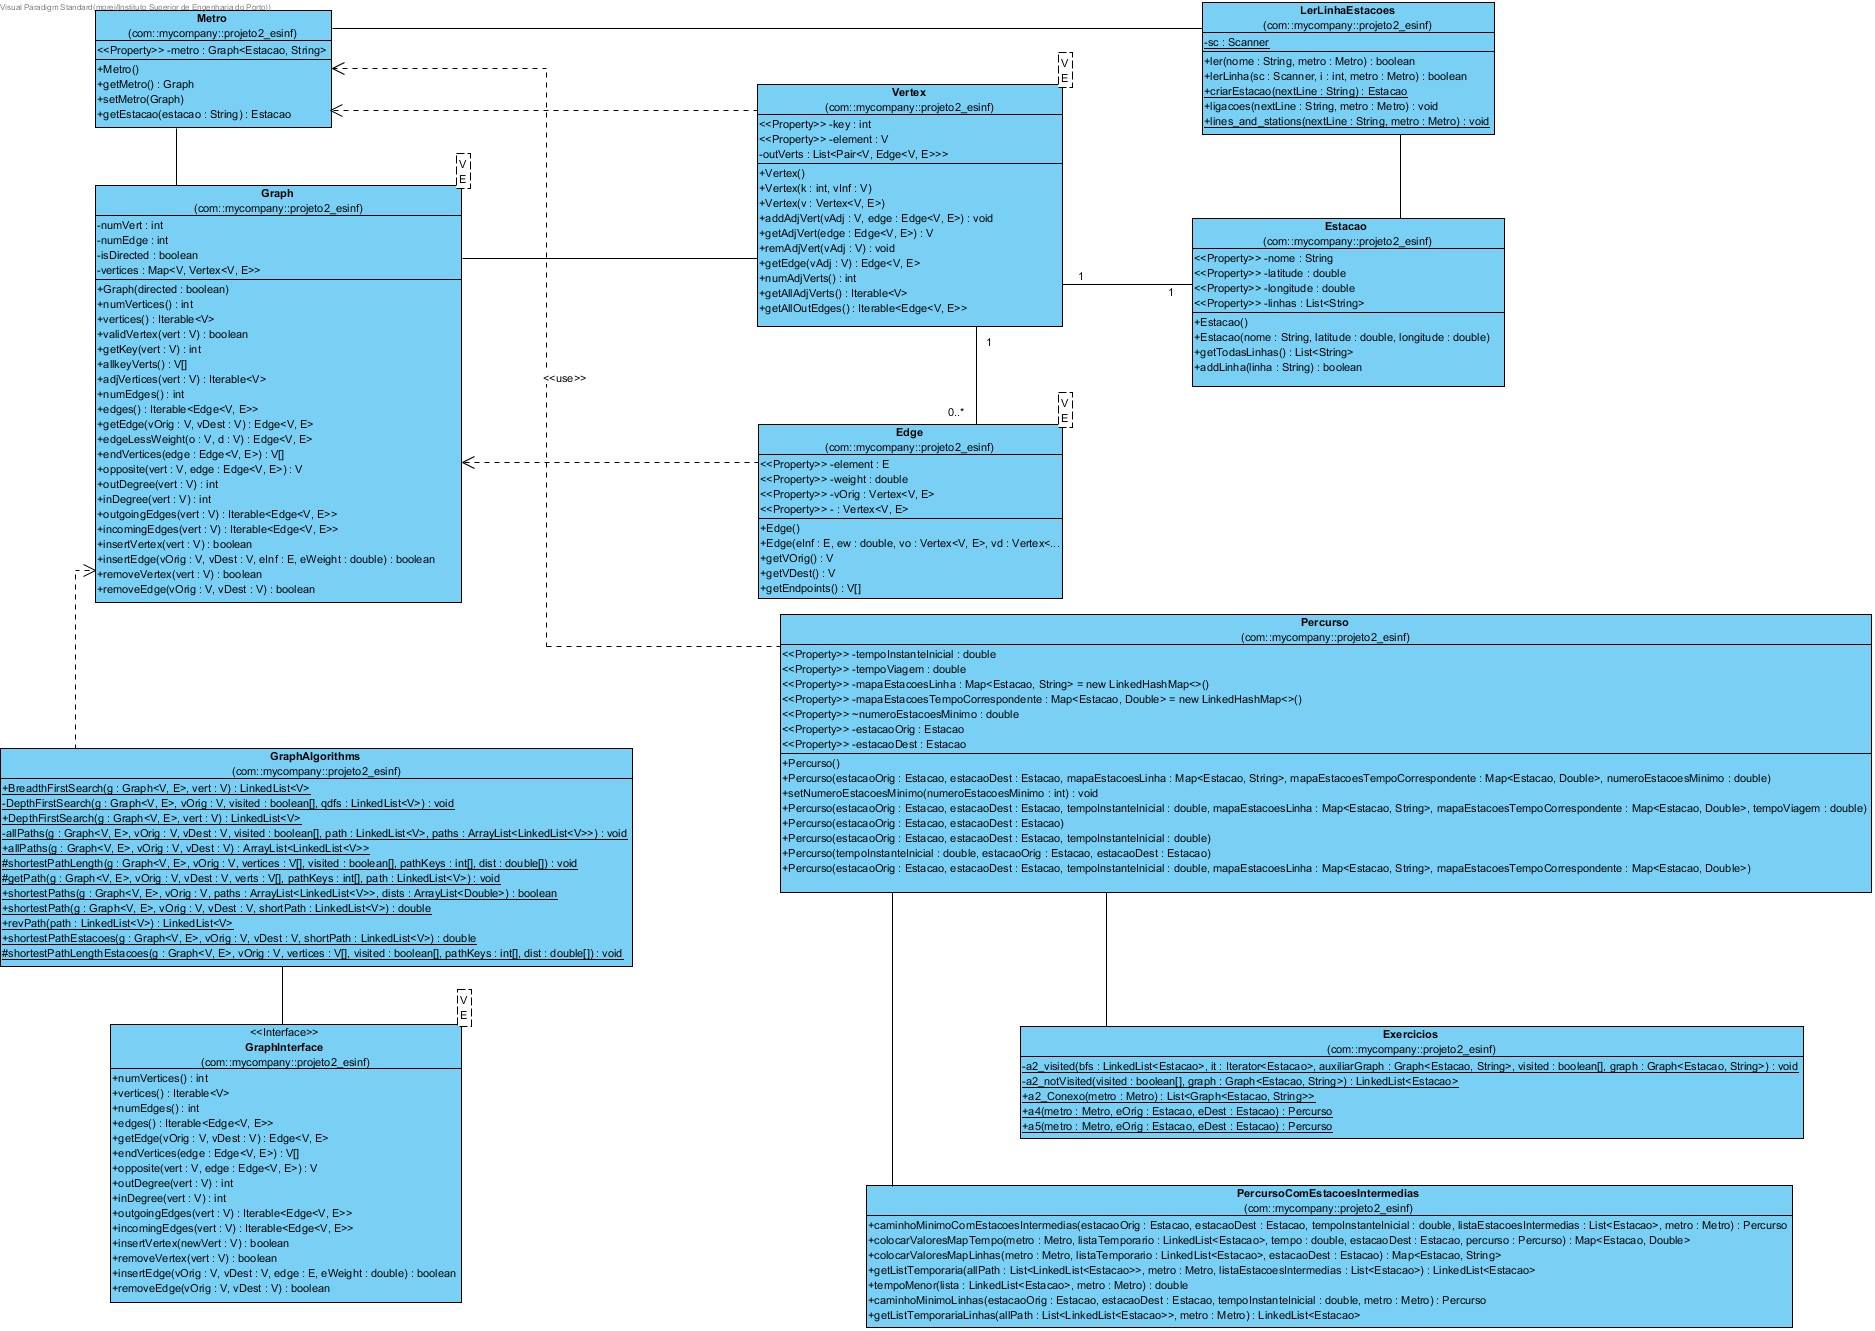 Visual Paradigm Standard(morei(Instituto Superior de Engenharia do Porto))
Metro
(com::mycompany::projeto2_esinf)
<<Property>> -metro : Graph<Estacao, String>
+Metro()
+getMetro() : Graph
+setMetro(Graph)
+getEstacao(estacao : String) : Estacao
LerLinhaEstacoes
(com::mycompany::projeto2_esinf)
-sc : Scanner
+ler(nome : String, metro : Metro) : boolean
+lerLinha(sc : Scanner, i : int, metro : Metro) : boolean
+criarEstacao(nextLine : String) : Estacao
+ligacoes(nextLine : String, metro : Metro) : void
+lines_and_stations(nextLine : String, metro : Metro) : void
V
E
Vertex
(com::mycompany::projeto2_esinf)
<<Property>> -key : int
<<Property>> -element : V
-outVerts : List<Pair<V, Edge<V, E>>>
+Vertex()
+Vertex(k : int, vInf : V)
+Vertex(v : Vertex<V, E>)
+addAdjVert(vAdj : V, edge : Edge<V, E>) : void
+getAdjVert(edge : Edge<V, E>) : V
+remAdjVert(vAdj : V) : void
+getEdge(vAdj : V) : Edge<V, E>
+numAdjVerts() : int
+getAllAdjVerts() : Iterable<V>
+getAllOutEdges() : Iterable<Edge<V, E>>
V
E
Graph
(com::mycompany::projeto2_esinf)
-numVert : int
-numEdge : int
-isDirected : boolean
-vertices : Map<V, Vertex<V, E>>
+Graph(directed : boolean)
+numVertices() : int
+vertices() : Iterable<V>
+validVertex(vert : V) : boolean
+getKey(vert : V) : int
+allkeyVerts() : V[]
+adjVertices(vert : V) : Iterable<V>
+numEdges() : int
+edges() : Iterable<Edge<V, E>>
+getEdge(vOrig : V, vDest : V) : Edge<V, E>
+edgeLessWeight(o : V, d : V) : Edge<V, E>
+endVertices(edge : Edge<V, E>) : V[]
+opposite(vert : V, edge : Edge<V, E>) : V
+outDegree(vert : V) : int
+inDegree(vert : V) : int
+outgoingEdges(vert : V) : Iterable<Edge<V, E>>
+incomingEdges(vert : V) : Iterable<Edge<V, E>>
+insertVertex(vert : V) : boolean
+insertEdge(vOrig : V, vDest : V, eInf : E, eWeight : double) : boolean
+removeVertex(vert : V) : boolean
+removeEdge(vOrig : V, vDest : V) : boolean
Estacao
(com::mycompany::projeto2_esinf)
<<Property>> -nome : String
<<Property>> -latitude : double
<<Property>> -longitude : double
<<Property>> -linhas : List<String>
+Estacao()
+Estacao(nome : String, latitude : double, longitude : double)
+getTodasLinhas() : List<String>
+addLinha(linha : String) : boolean
1
1
1
<<use>>
0..*
V
E
Edge
(com::mycompany::projeto2_esinf)
<<Property>> -element : E
<<Property>> -weight : double
<<Property>> -vOrig : Vertex<V, E>
<<Property>> - : Vertex<V, E>
+Edge()
+Edge(eInf : E, ew : double, vo : Vertex<V, E>, vd : Vertex<...
+getVOrig() : V
+getVDest() : V
+getEndpoints() : V[]
Percurso
(com::mycompany::projeto2_esinf)
<<Property>> -tempoInstanteInicial : double
<<Property>> -tempoViagem : double
<<Property>> -mapaEstacoesLinha : Map<Estacao, String> = new LinkedHashMap<>()
<<Property>> -mapaEstacoesTempoCorrespondente : Map<Estacao, Double> = new LinkedHashMap<>()
<<Property>> ~numeroEstacoesMinimo : double
<<Property>> -estacaoOrig : Estacao
<<Property>> -estacaoDest : Estacao
+Percurso()
+Percurso(estacaoOrig : Estacao, estacaoDest : Estacao, mapaEstacoesLinha : Map<Estacao, String>, mapaEstacoesTempoCorrespondente : Map<Estacao, Double>, numeroEstacoesMinimo : double)
+setNumeroEstacoesMinimo(numeroEstacoesMinimo : int) : void
+Percurso(estacaoOrig : Estacao, estacaoDest : Estacao, tempoInstanteInicial : double, mapaEstacoesLinha : Map<Estacao, String>, mapaEstacoesTempoCorrespondente : Map<Estacao, Double>, tempoViagem : double)
+Percurso(estacaoOrig : Estacao, estacaoDest : Estacao)
+Percurso(estacaoOrig : Estacao, estacaoDest : Estacao, tempoInstanteInicial : double)
+Percurso(tempoInstanteInicial : double, estacaoOrig : Estacao, estacaoDest : Estacao)
+Percurso(estacaoOrig : Estacao, estacaoDest : Estacao, tempoInstanteInicial : double, mapaEstacoesLinha : Map<Estacao, String>, mapaEstacoesTempoCorrespondente : Map<Estacao, Double>)
GraphAlgorithms
(com::mycompany::projeto2_esinf)
+BreadthFirstSearch(g : Graph<V, E>, vert : V) : LinkedList<V>
-DepthFirstSearch(g : Graph<V, E>, vOrig : V, visited : boolean[], qdfs : LinkedList<V>) : void
+DepthFirstSearch(g : Graph<V, E>, vert : V) : LinkedList<V>
-allPaths(g : Graph<V, E>, vOrig : V, vDest : V, visited : boolean[], path : LinkedList<V>, paths : ArrayList<LinkedList<V>>) : void
+allPaths(g : Graph<V, E>, vOrig : V, vDest : V) : ArrayList<LinkedList<V>>
#shortestPathLength(g : Graph<V, E>, vOrig : V, vertices : V[], visited : boolean[], pathKeys : int[], dist : double[]) : void
#getPath(g : Graph<V, E>, vOrig : V, vDest : V, verts : V[], pathKeys : int[], path : LinkedList<V>) : void
+shortestPaths(g : Graph<V, E>, vOrig : V, paths : ArrayList<LinkedList<V>>, dists : ArrayList<Double>) : boolean
+shortestPath(g : Graph<V, E>, vOrig : V, vDest : V, shortPath : LinkedList<V>) : double
+revPath(path : LinkedList<V>) : LinkedList<V>
+shortestPathEstacoes(g : Graph<V, E>, vOrig : V, vDest : V, shortPath : LinkedList<V>) : double
#shortestPathLengthEstacoes(g : Graph<V, E>, vOrig : V, vertices : V[], visited : boolean[], pathKeys : int[], dist : double[]) : void
V
E
<<Interface>>
GraphInterface
(com::mycompany::projeto2_esinf)
+numVertices() : int
+vertices() : Iterable<V>
+numEdges() : int
+edges() : Iterable<Edge<V, E>>
+getEdge(vOrig : V, vDest : V) : Edge<V, E>
+endVertices(edge : Edge<V, E>) : V[]
+opposite(vert : V, edge : Edge<V, E>) : V
+outDegree(vert : V) : int
+inDegree(vert : V) : int
+outgoingEdges(vert : V) : Iterable<Edge<V, E>>
+incomingEdges(vert : V) : Iterable<Edge<V, E>>
+insertVertex(newVert : V) : boolean
+removeVertex(vert : V) : boolean
+insertEdge(vOrig : V, vDest : V, edge : E, eWeight : double) : boolean
+removeEdge(vOrig : V, vDest : V) : boolean
Exercicios
(com::mycompany::projeto2_esinf)
-a2_visited(bfs : LinkedList<Estacao>, it : Iterator<Estacao>, auxiliarGraph : Graph<Estacao, String>, visited : boolean[], graph : Graph<Estacao, String>) : void
-a2_notVisited(visited : boolean[], graph : Graph<Estacao, String>) : LinkedList<Estacao>
+a2_Conexo(metro : Metro) : List<Graph<Estacao, String>>
+a4(metro : Metro, eOrig : Estacao, eDest : Estacao) : Percurso
+a5(metro : Metro, eOrig : Estacao, eDest : Estacao) : Percurso
PercursoComEstacoesIntermedias
(com::mycompany::projeto2_esinf)
+caminhoMinimoComEstacoesIntermedias(estacaoOrig : Estacao, estacaoDest : Estacao, tempoInstanteInicial : double, listaEstacoesIntermedias : List<Estacao>, metro : Metro) : Percurso
+colocarValoresMapTempo(metro : Metro, listaTemporario : LinkedList<Estacao>, tempo : double, estacaoDest : Estacao, percurso : Percurso) : Map<Estacao, Double>
+colocarValoresMapLinhas(metro : Metro, listaTemporario : LinkedList<Estacao>, estacaoDest : Estacao) : Map<Estacao, String>
+getListTemporaria(allPath : List<LinkedList<Estacao>>, metro : Metro, listaEstacoesIntermedias : List<Estacao>) : LinkedList<Estacao>
+tempoMenor(lista : LinkedList<Estacao>, metro : Metro) : double
+caminhoMinimoLinhas(estacaoOrig : Estacao, estacaoDest : Estacao, tempoInstanteInicial : double, metro : Metro) : Percurso
+getListTemporariaLinhas(allPath : List<LinkedList<Estacao>>, metro : Metro) : LinkedList<Estacao>